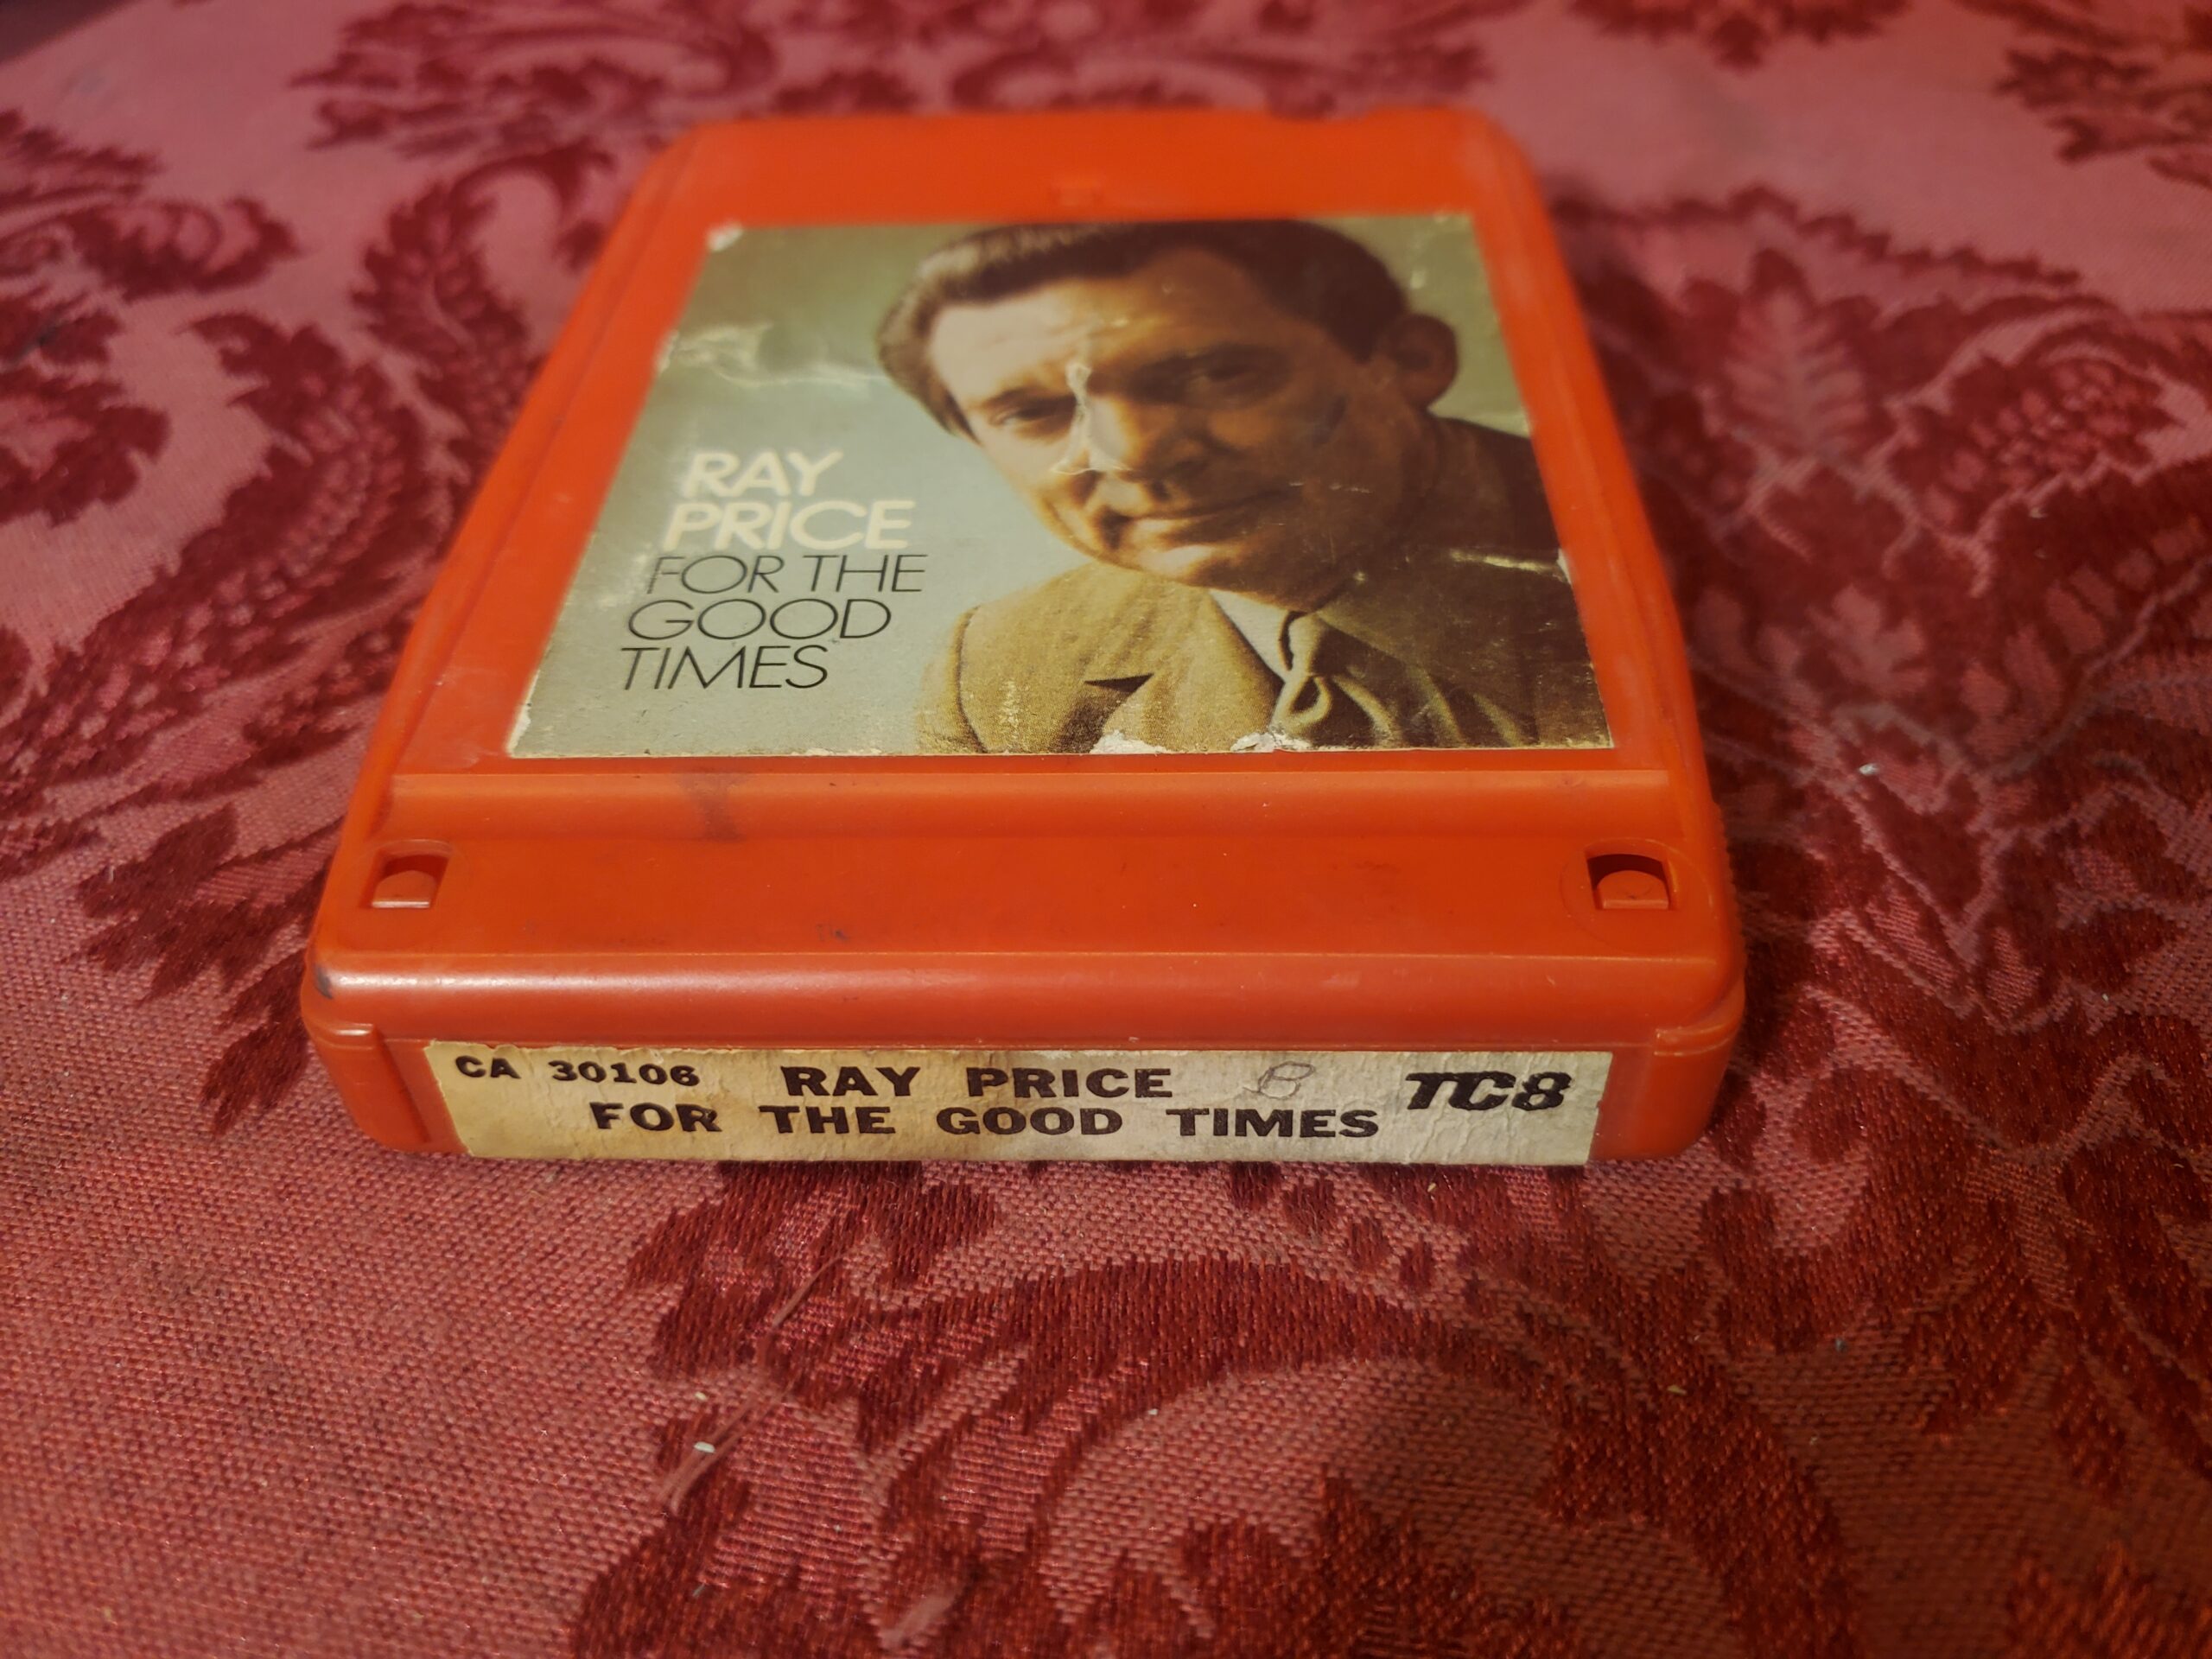 RAY
PRICE
FOR THE
GOOD
TIMES
CA 30106 RAY PRICE B TC8
FOR THE GOOD TIMES